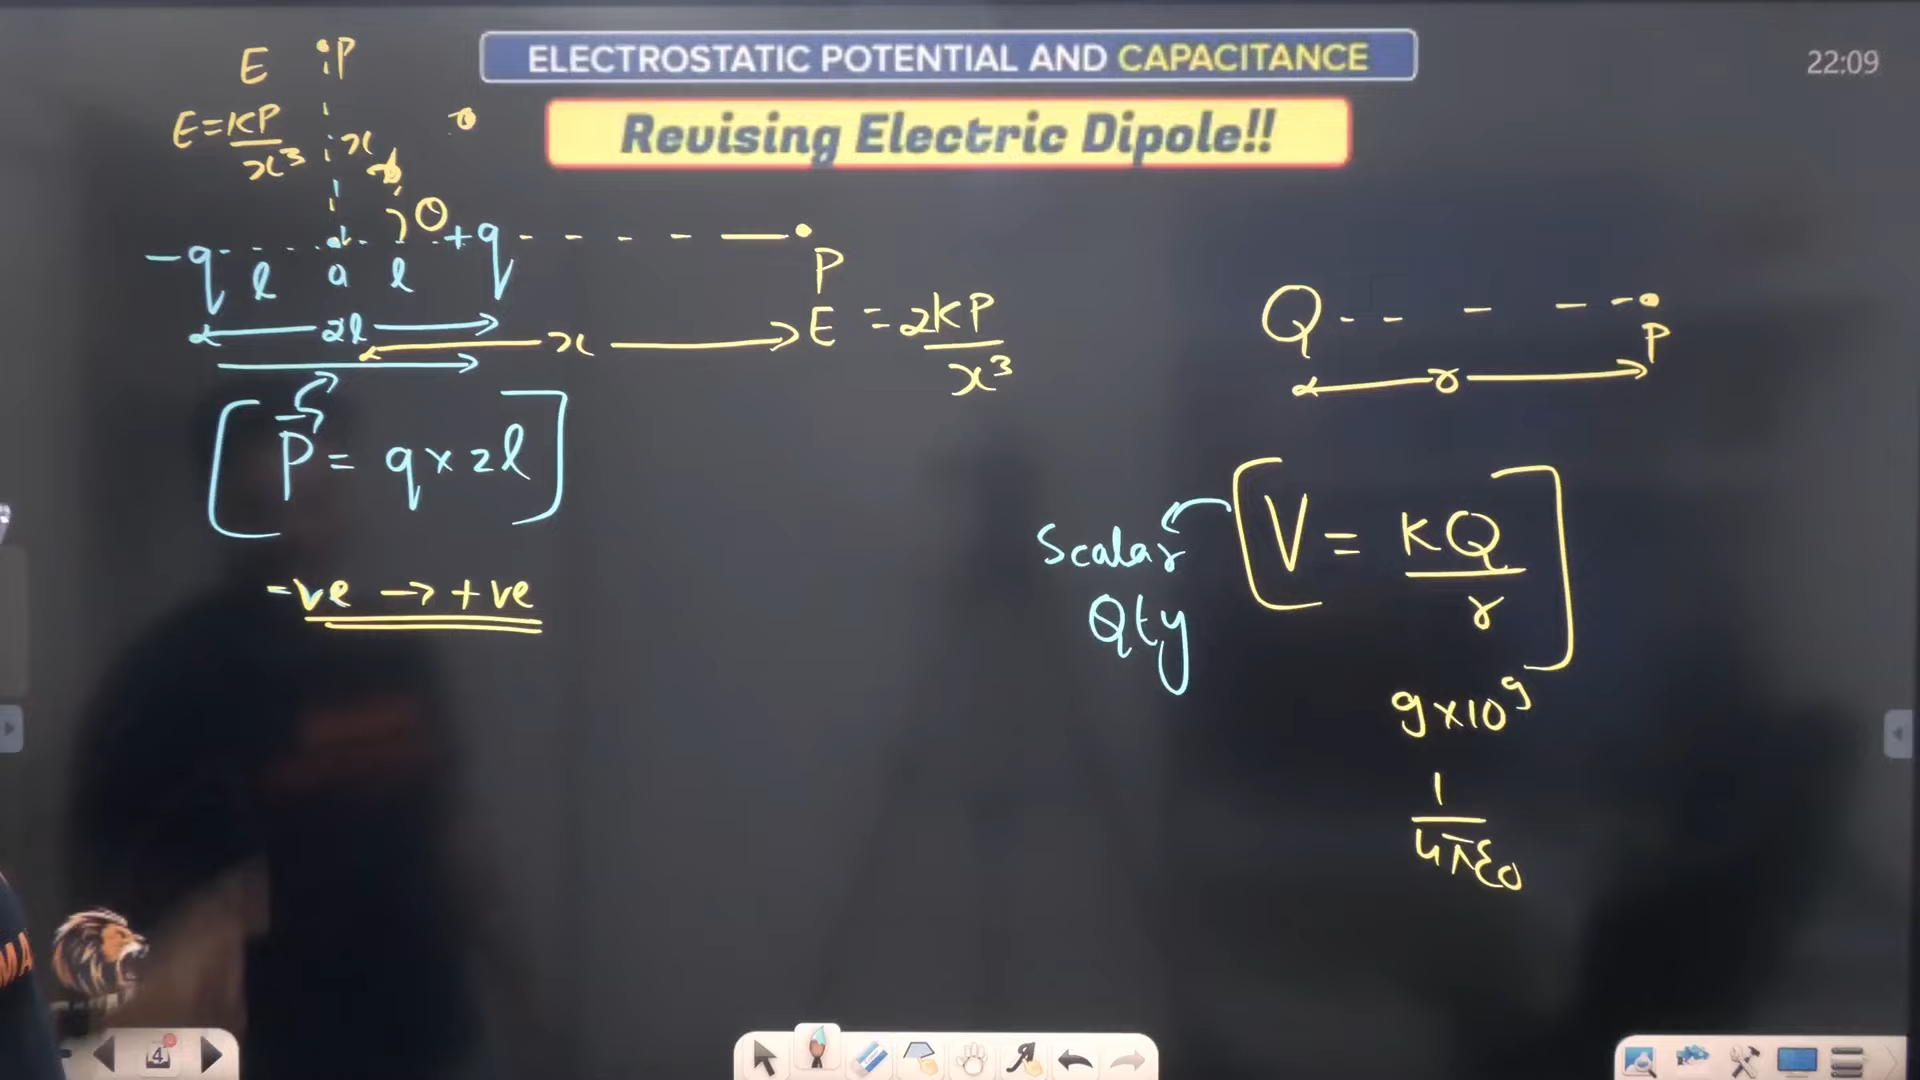 ELECTROSTATIC POTENTIAL AND CAPACITANCE
22:09
Revising Electric Dipole!!
E P
E = KP / x³
x
θ
-q l o l +q P
2l
x
E = 2KP / x³
P = q × 2l
-ve → +ve
Q P
r
Scalar Qty
V = KQ / r
9×10⁹
1 / 4πε0
4
MA